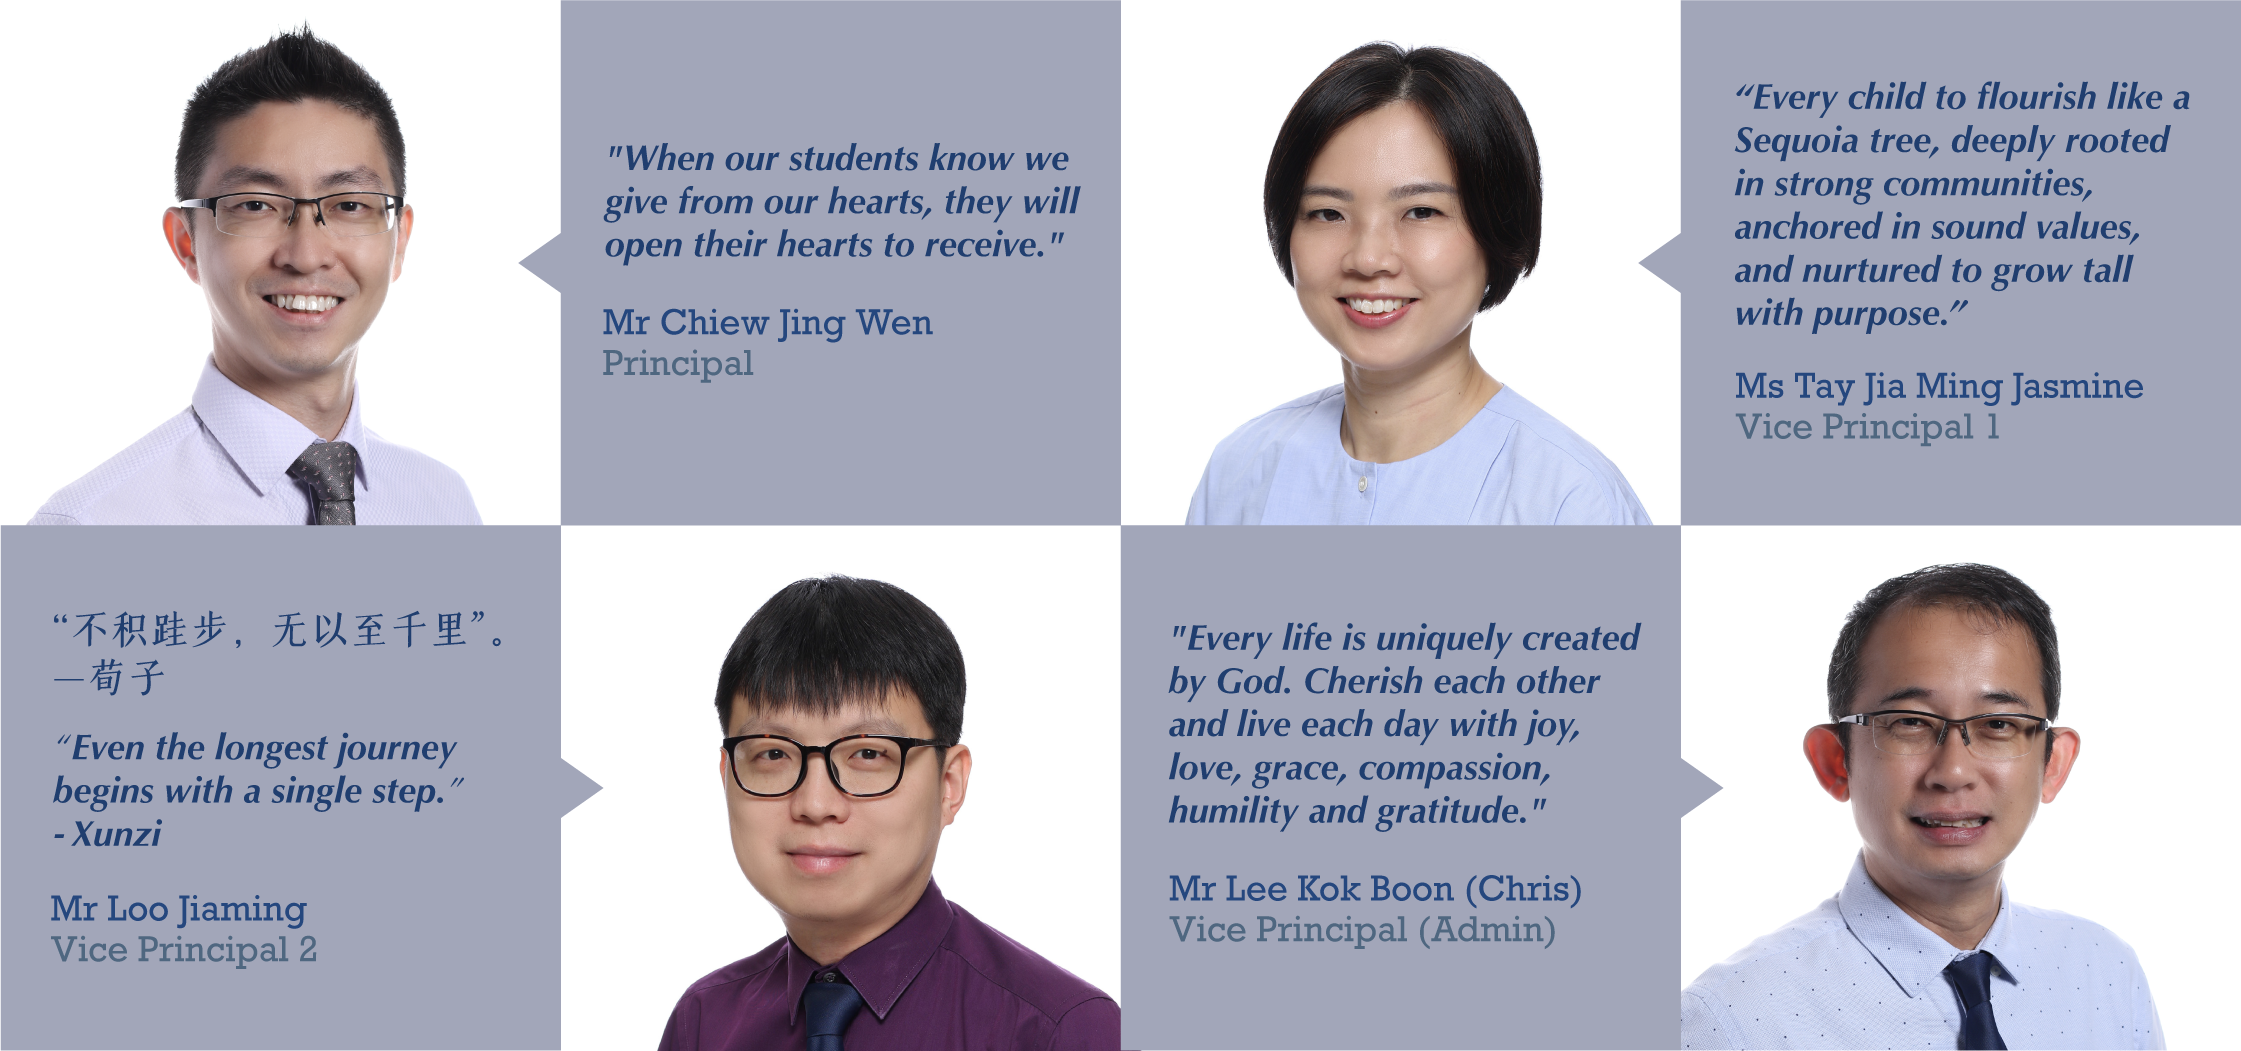 "When our students know we
give from our hearts, they will
open their hearts to receive."
Mr Chiew Jing Wen
Principal
“Every child to flourish like a
Sequoia tree, deeply rooted
in strong communities,
anchored in sound values,
and nurtured to grow tall
with purpose.”
Ms Tay Jia Ming Jasmine
Vice Principal 1
“不积跬步，无以至千里”。
—荀子
“Even the longest journey
begins with a single step.”
- Xunzi
Mr Loo Jiaming
Vice Principal 2
"Every life is uniquely created
by God. Cherish each other
and live each day with joy,
love, grace, compassion,
humility and gratitude."
Mr Lee Kok Boon (Chris)
Vice Principal (Admin)